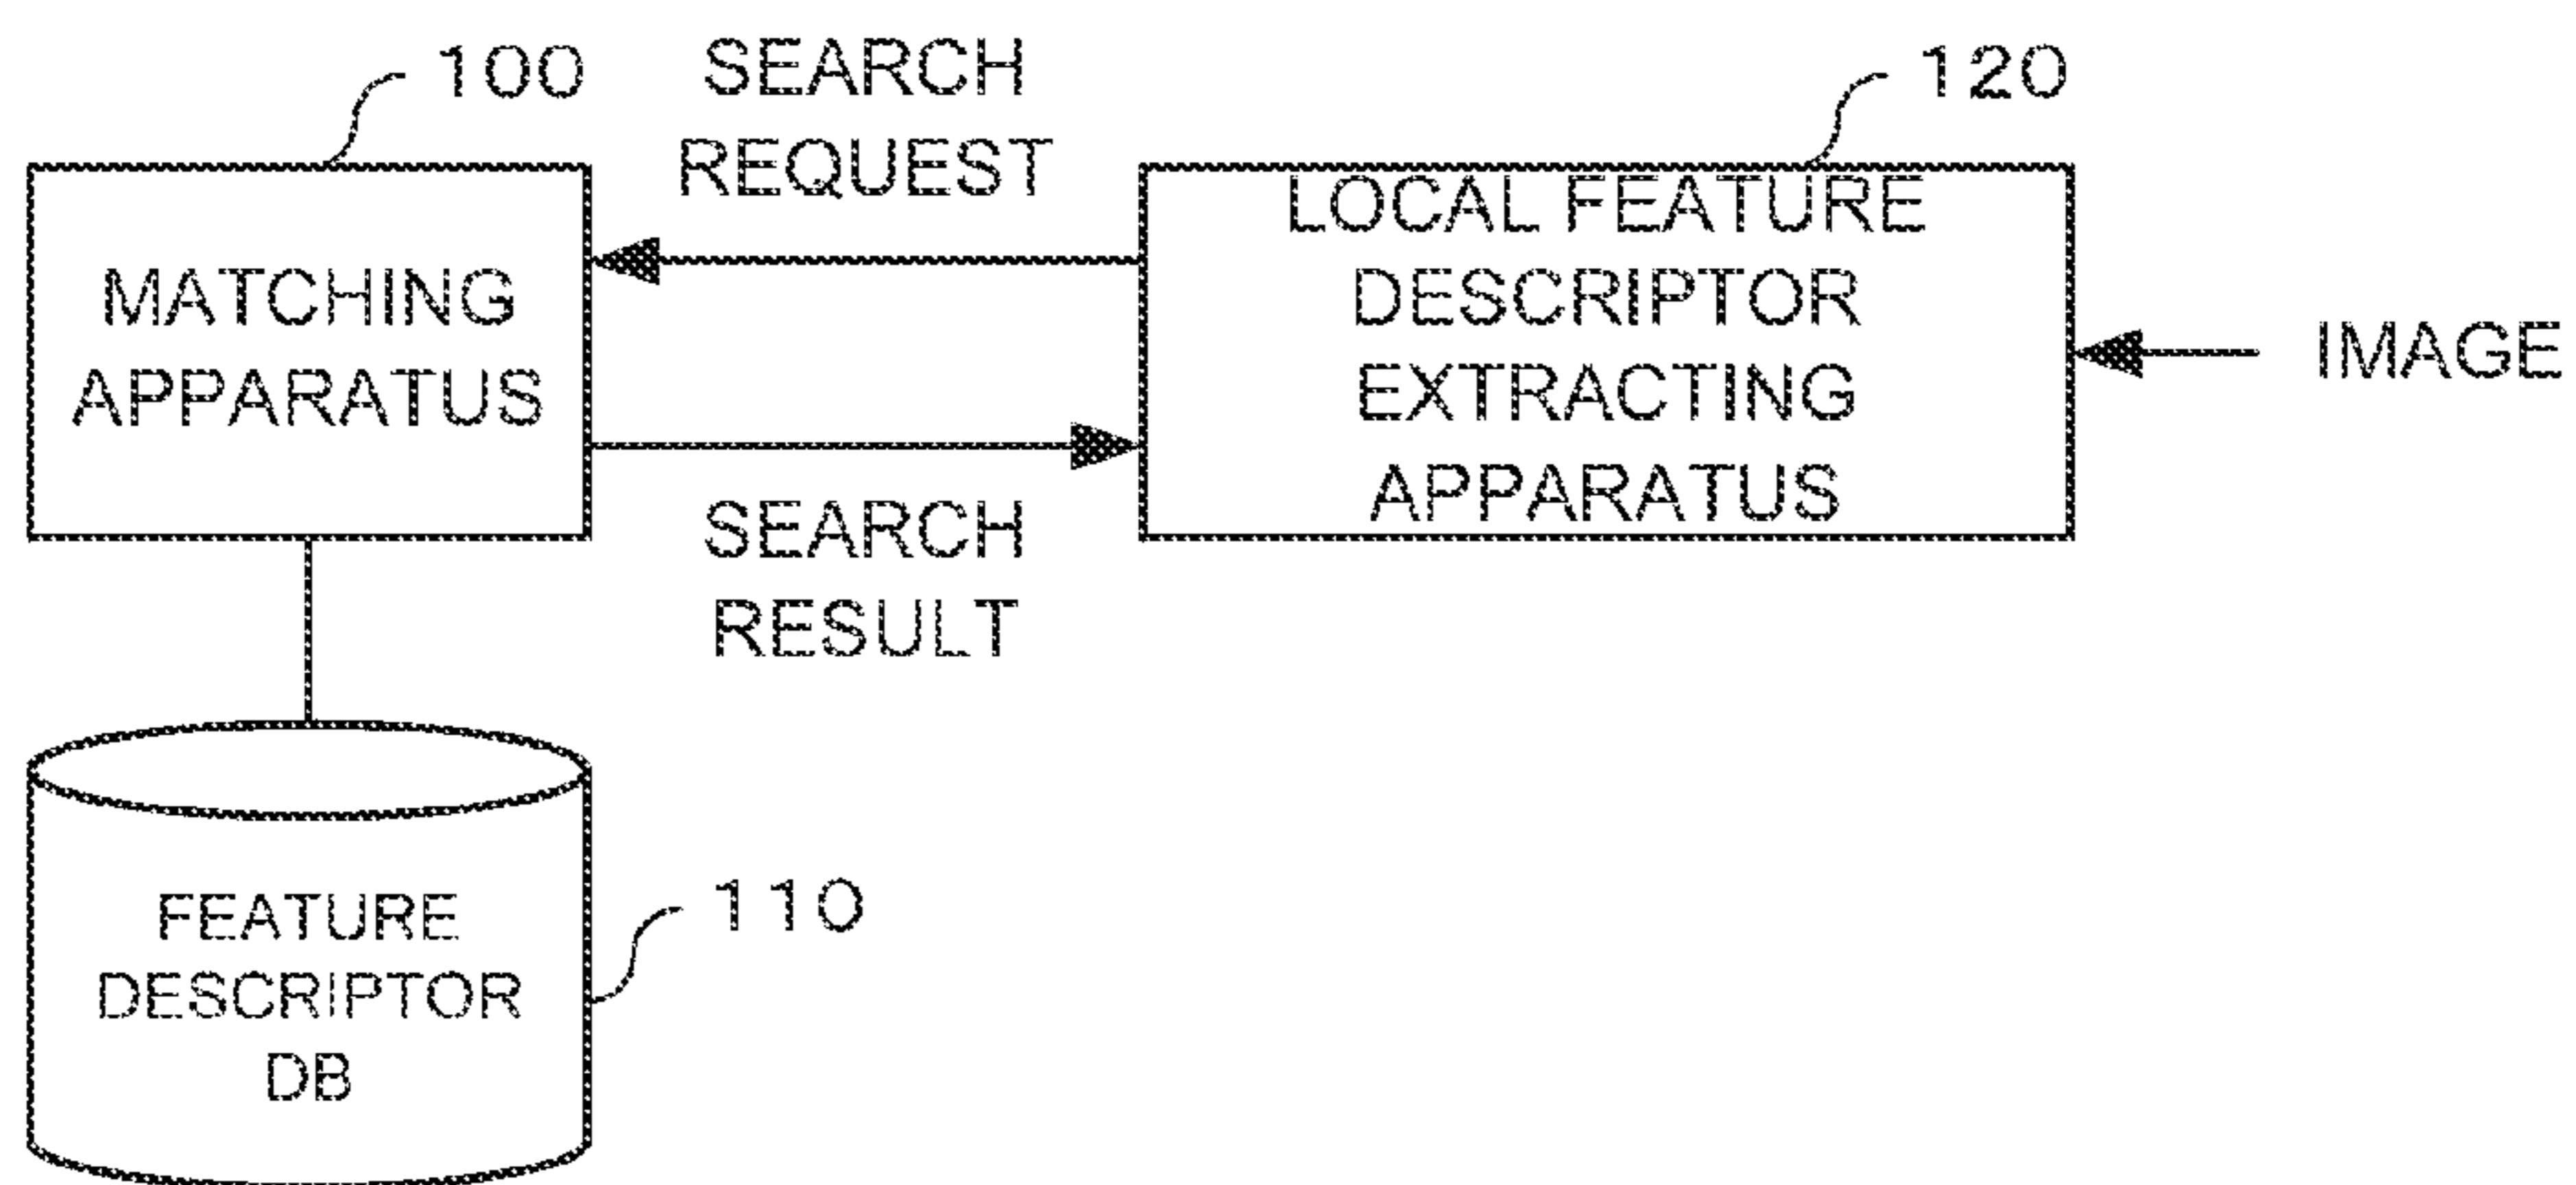 100
SEARCH
REQUEST
120
MATCHING
APPARATUS
LOCAL FEATURE
DESCRIPTOR
EXTRACTING
APPARATUS
IMAGE
SEARCH
RESULT
FEATURE
DESCRIPTOR
DB
110